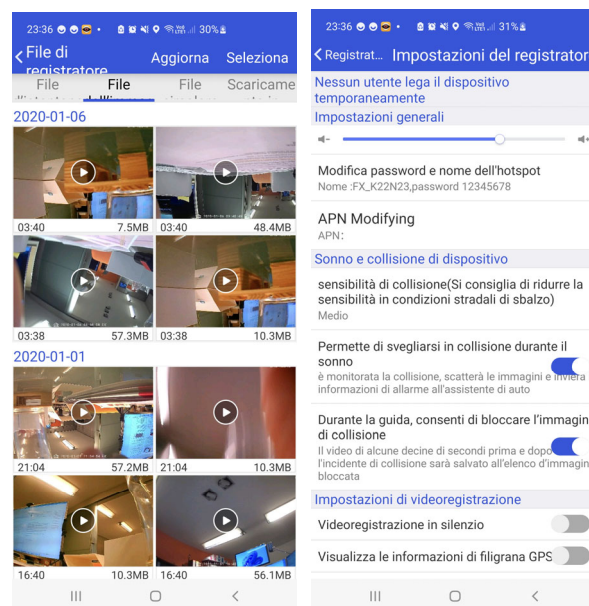 23:36 30%
File di
registratore
Aggiorna Seleziona
File File File Scaricame
2020-01-06
03:40 7.5MB 03:40 48.4MB
03:38 57.3MB 03:38 10.3MB
2020-01-01
21:04 57.2MB 21:04 10.3MB
16:40 10.3MB 16:40 56.1MB
23:36 31%
Registrat... Impostazioni del registrator
Nessun utente lega il dispositivo
temporaneamente
Impostazioni generali
Modifica password e nome dell'hotspot
Nome :FX_K22N23,password 12345678
APN Modifying
APN:
Sonno e collisione di dispositivo
sensibilità di collisione(Si consiglia di ridurre la
sensibilità in condizioni stradali di sbalzo)
Medio
Permette di svegliarsi in collisione durante il
sonno
è monitorata la collisione, scatterà le immagini e invierà
informazioni di allarme all'assistente di auto
Durante la guida, consenti di bloccare l'immagin
di collisione
Il video di alcune decine di secondi prima e dopo
l'incidente di collisione sarà salvato all'elenco d'immagin
bloccata
Impostazioni di videoregistrazione
Videoregistrazione in silenzio
Visualizza le informazioni di filigrana GPS